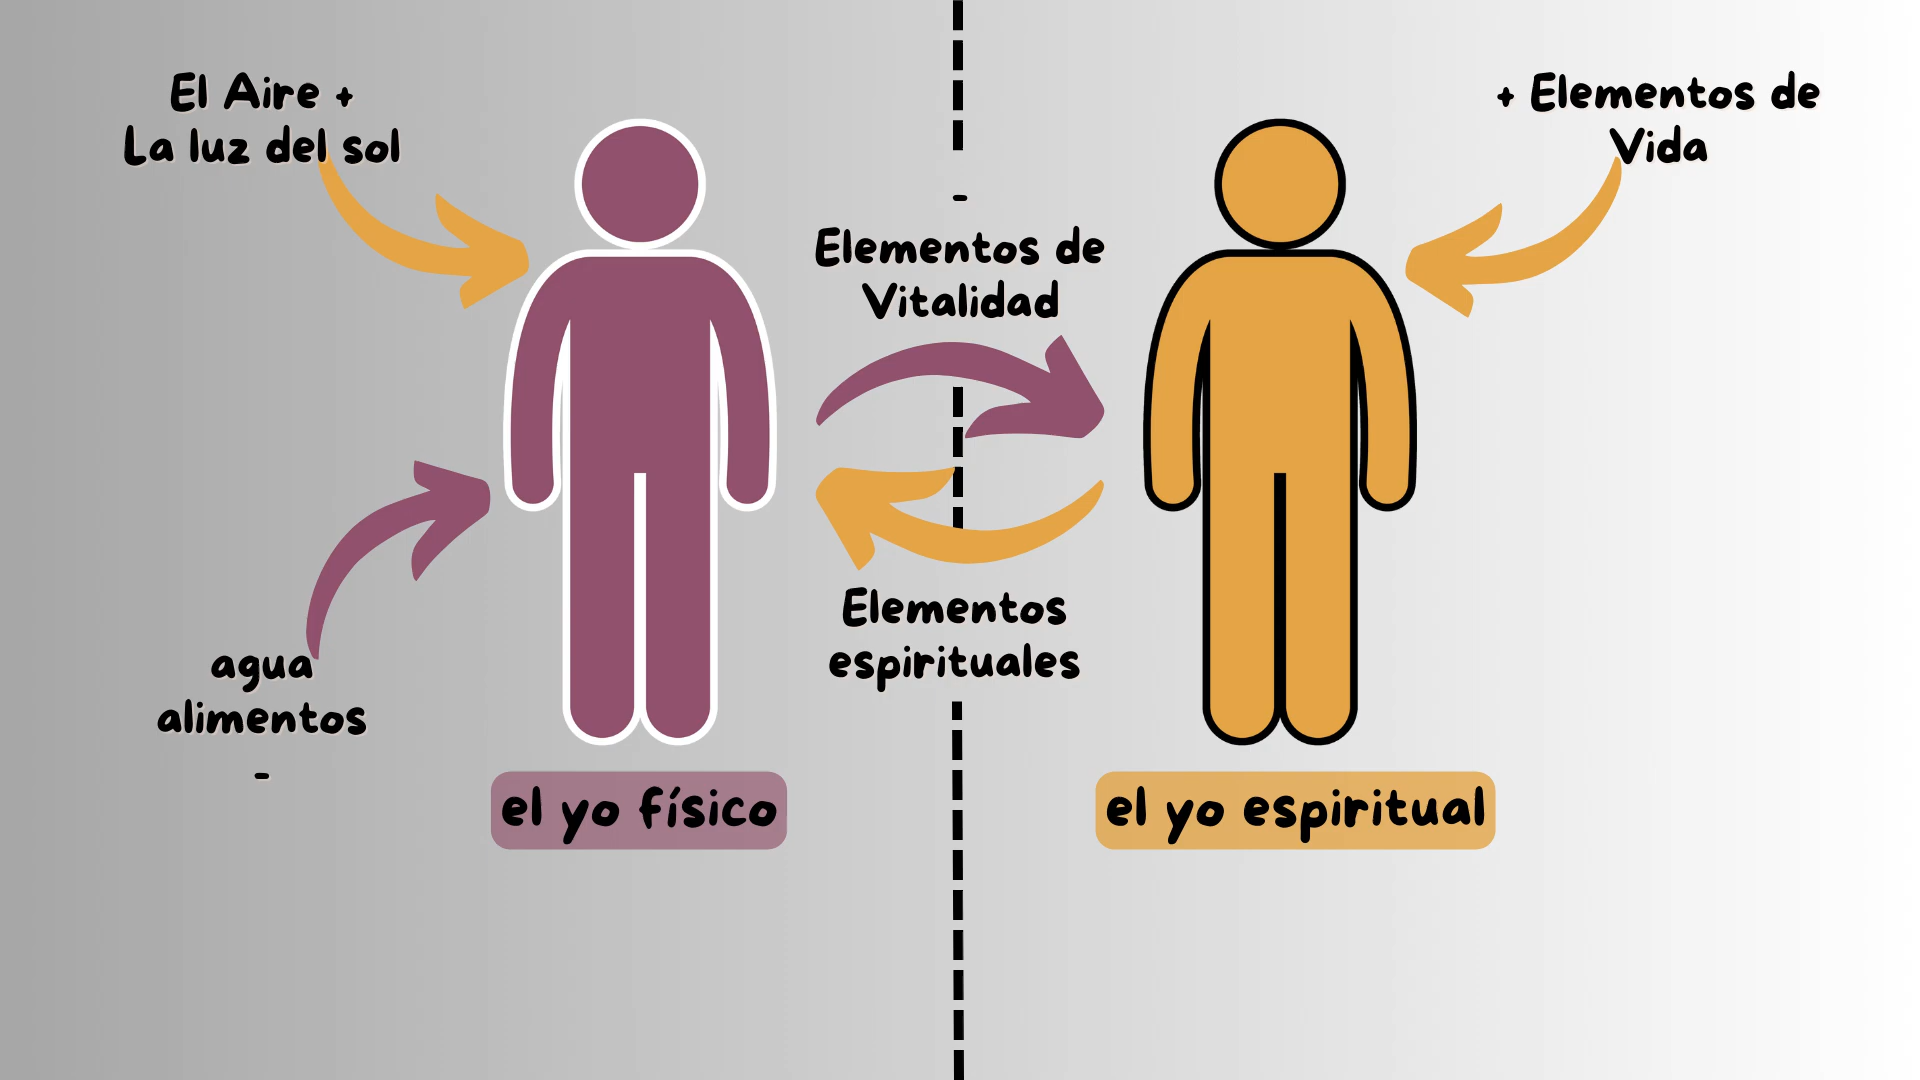 El Aire +
La luz del sol
+ Elementos de
Vida
-
Elementos de
Vitalidad
Elementos
espirituales
agua
alimentos
-
el yo físico
el yo espiritual